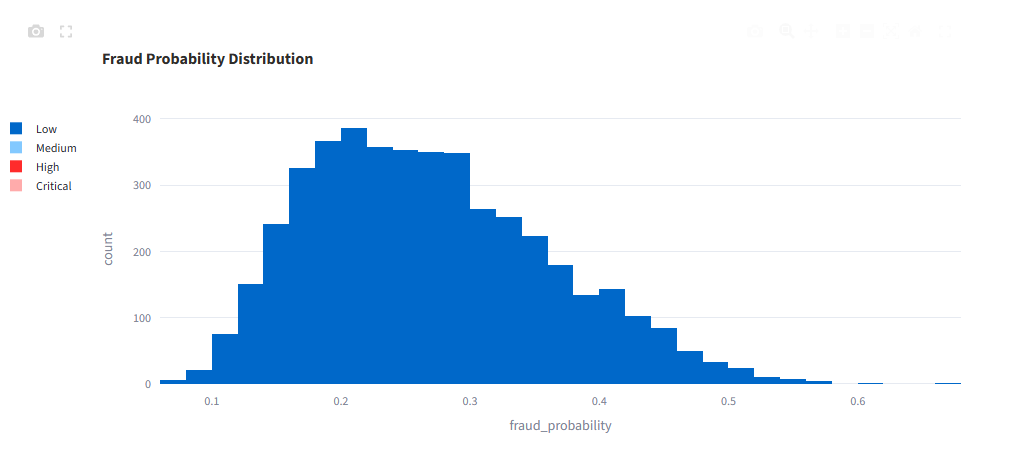 Fraud Probability Distribution
Low
Medium
High
Critical
400
300
200
100
0
count
0.1
0.2
0.3
0.4
0.5
0.6
fraud_probability